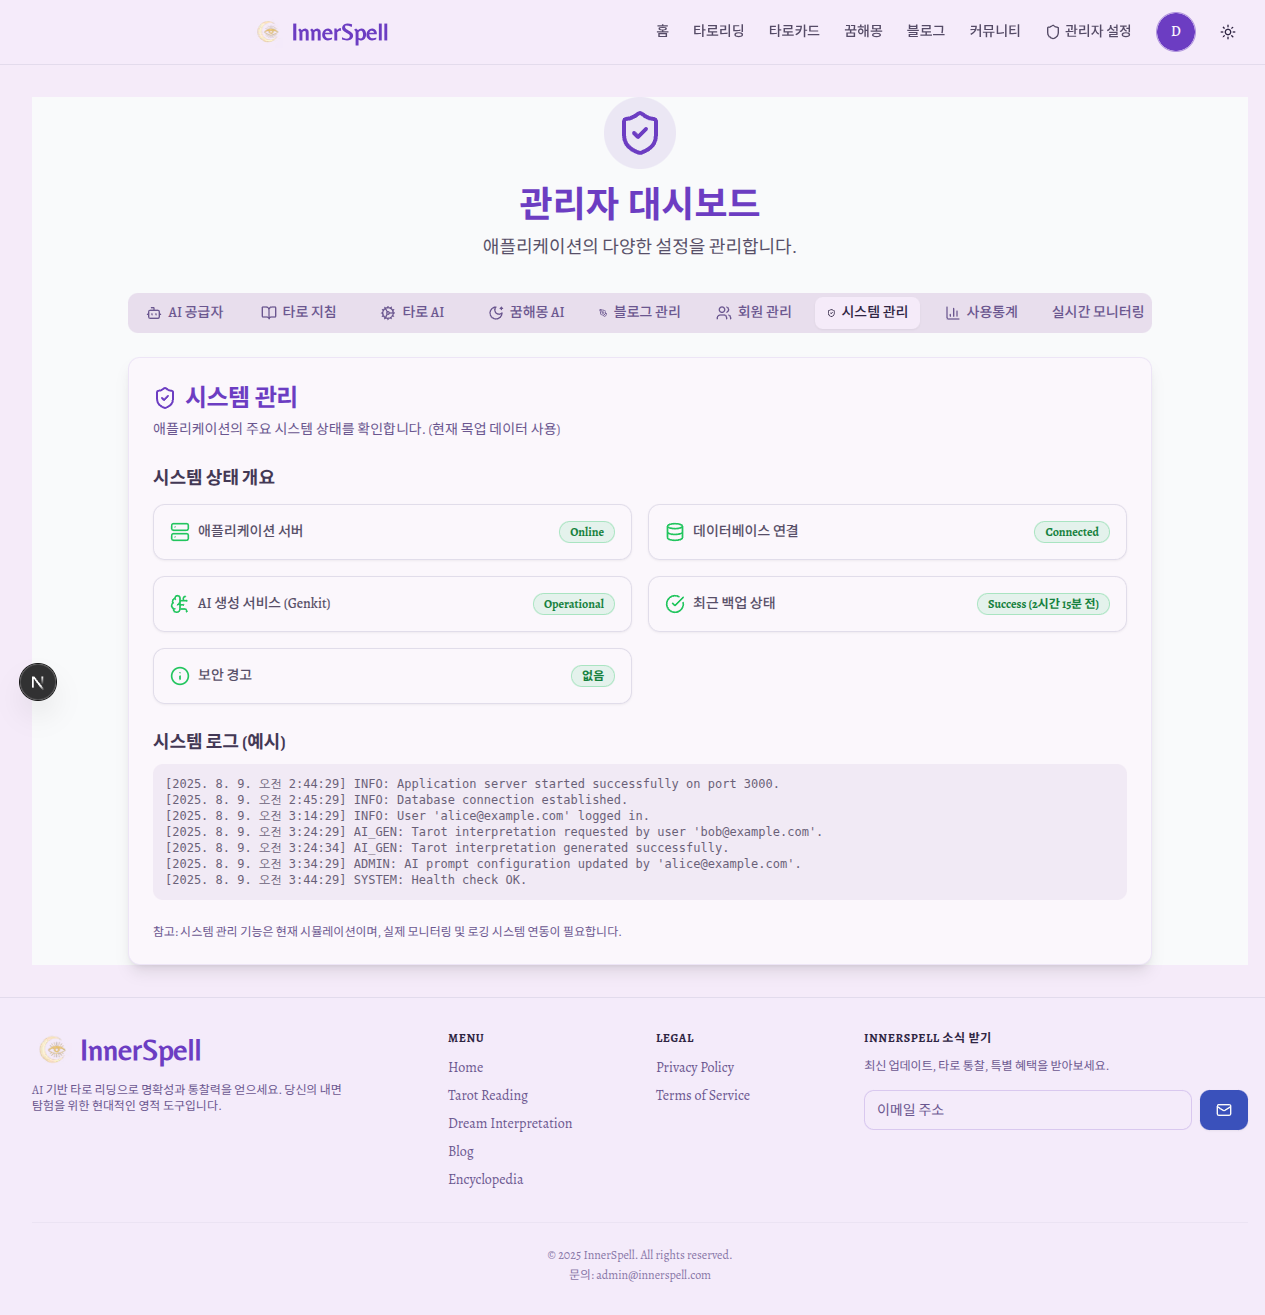 InnerSpell
홈 타로리딩 타로카드 꿈해몽 블로그 커뮤니티 관리자 설정 D
관리자 대시보드
애플리케이션의 다양한 설정을 관리합니다.
AI 공급자 타로 지침 타로 AI 꿈해몽 AI 블로그 관리 회원 관리 시스템 관리 사용통계 실시간 모니터링
시스템 관리
애플리케이션의 주요 시스템 상태를 확인합니다. (현재 목업 데이터 사용)
시스템 상태 개요
애플리케이션 서버 Online
데이터베이스 연결 Connected
AI 생성 서비스 (Genkit) Operational
최근 백업 상태 Success (2시간 15분 전)
보안 경고 없음
N
시스템 로그 (예시)
[2025. 8. 9. 오전 2:44:29] INFO: Application server started successfully on port 3000.
[2025. 8. 9. 오전 2:45:29] INFO: Database connection established.
[2025. 8. 9. 오전 3:14:29] INFO: User 'alice@example.com' logged in.
[2025. 8. 9. 오전 3:24:29] AI_GEN: Tarot interpretation requested by user 'bob@example.com'.
[2025. 8. 9. 오전 3:24:34] AI_GEN: Tarot interpretation generated successfully.
[2025. 8. 9. 오전 3:34:29] ADMIN: AI prompt configuration updated by 'alice@example.com'.
[2025. 8. 9. 오전 3:44:29] SYSTEM: Health check OK.
참고: 시스템 관리 기능은 현재 시뮬레이션이며, 실제 모니터링 및 로깅 시스템 연동이 필요합니다.
InnerSpell
AI 기반 타로 리딩으로 명확성과 통찰력을 얻으세요. 당신의 내면
탐험을 위한 현대적인 영적 도구입니다.
MENU
Home
Tarot Reading
Dream Interpretation
Blog
Encyclopedia
LEGAL
Privacy Policy
Terms of Service
INNERSPELL 소식 받기
최신 업데이트, 타로 통찰, 특별 혜택을 받아보세요.
이메일 주소
© 2025 InnerSpell. All rights reserved.
문의: admin@innerspell.com